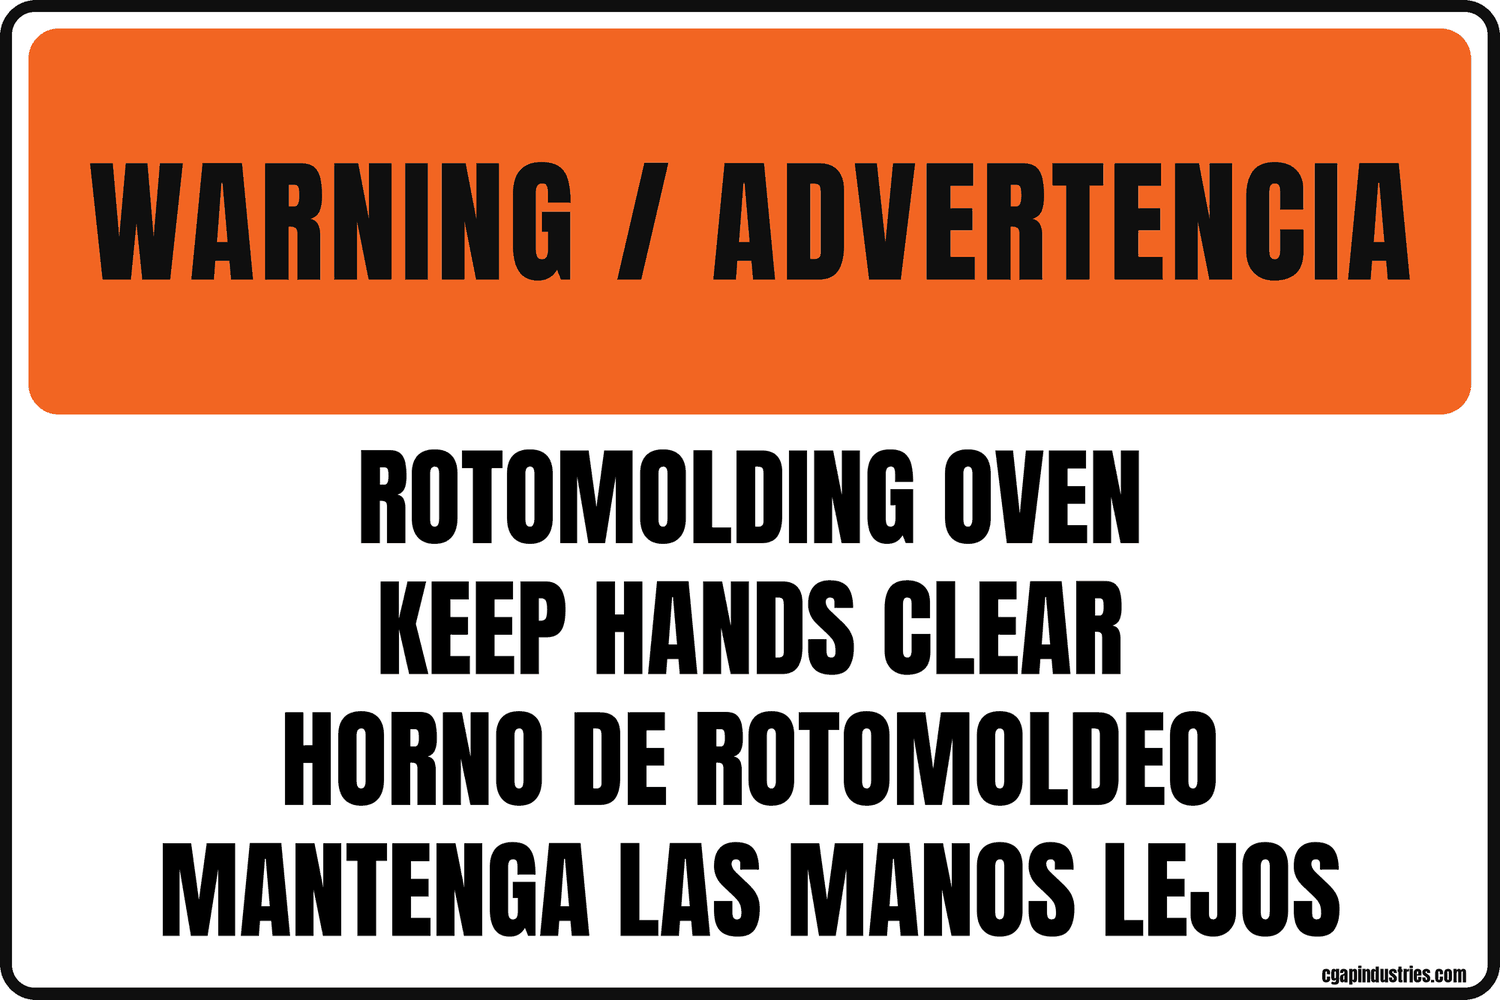 WARNING / ADVERTENCIA
ROTOMOLDING OVEN
KEEP HANDS CLEAR
HORNO DE ROTOMOLDEO
MANTENGA LAS MANOS LEJOS
cgapindustries.com